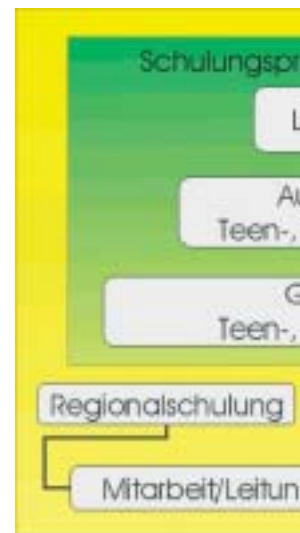 Schulungspr
L
Au
Teen-,
G
Teen-,
Regionalschulung
Mitarbeit/Leitun